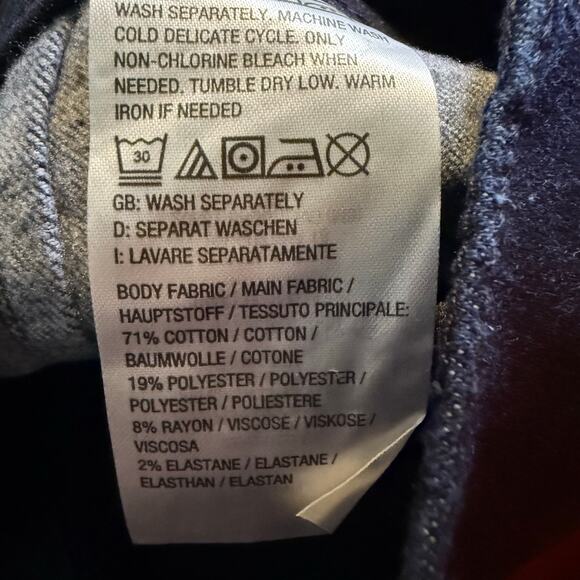 WASH SEPARATELY. MACHINE WASH
COLD DELICATE CYCLE. ONLY
NON-CHLORINE BLEACH WHEN
NEEDED. TUMBLE DRY LOW. WARM
IRON IF NEEDED
30
GB: WASH SEPARATELY
D: SEPARAT WASCHEN
I: LAVARE SEPARATAMENTE
BODY FABRIC / MAIN FABRIC /
HAUPTSTOFF / TESSUTO PRINCIPALE:
71% COTTON / COTTON /
BAUMWOLLE / COTONE
19% POLYESTER / POLYESTER /
POLYESTER / POLIESTERE
8% RAYON / VISCOSE / VISKOSE /
VISCOSA
2% ELASTANE / ELASTANE /
ELASTHAN / ELASTAN